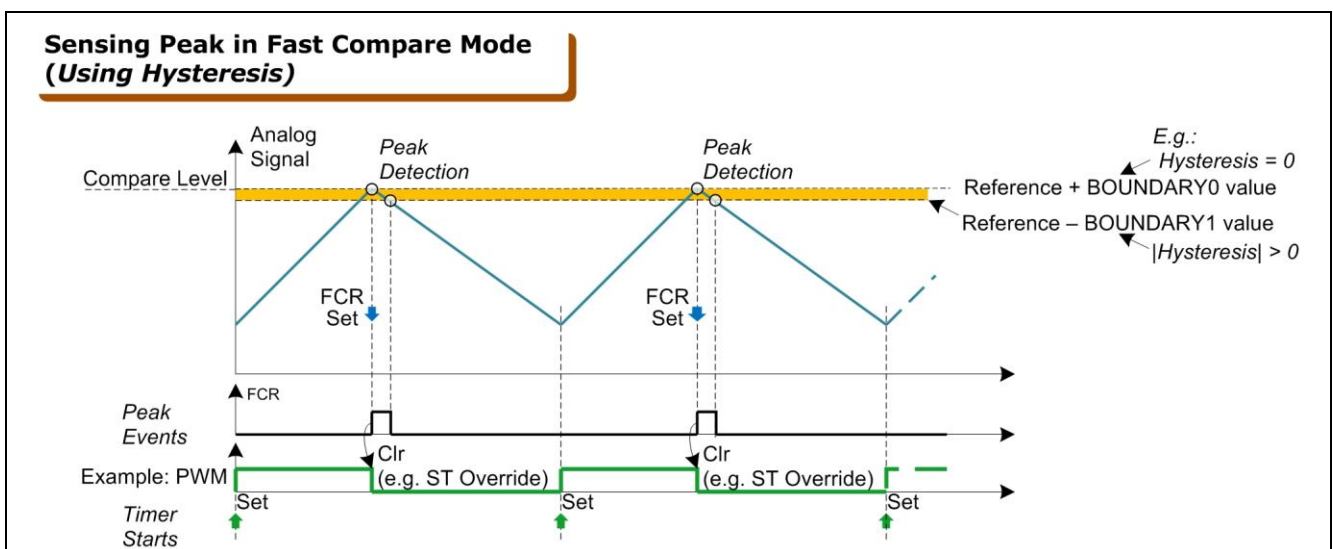 Sensing Peak in Fast Compare Mode
(Using Hysteresis)
Analog
Signal
Peak
Detection
Peak
Detection
E.g.:
Hysteresis = 0
Compare Level
Reference + BOUNDARY0 value
Reference – BOUNDARY1 value
|Hysteresis| > 0
FCR
Set
FCR
Set
FCR
Peak
Events
Clr
(e.g. ST Override)
Clr
(e.g. ST Override)
Example: PWM
Set
Set
Set
Timer
Starts